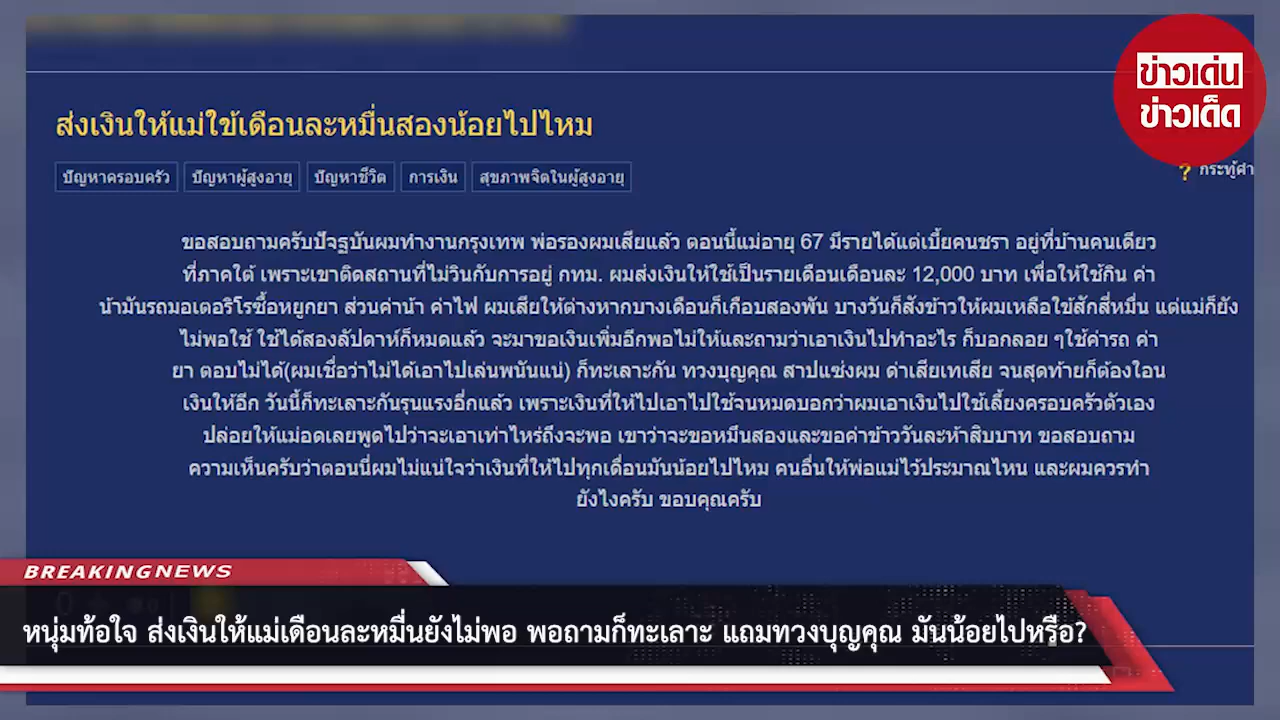 ข่าวเด่น
ข่าวเด็ด
ส่งเงินให้แม่ใช้เดือนละหมื่นสองน้อยไปไหม
ปัญหาครอบครัว ปัญหาผู้สูงอายุ ปัญหาชีวิต การเงิน สุขภาพจิตในผู้สูงอายุ
? กระทู้คำ
ขอสอบถามครับปัจจุบันผมทำงานกรุงเทพ พ่อรองผมเสียแล้ว ตอนนี้แม่อายุ 67 มีรายได้แต่เบี้ยคนชรา อยู่ที่บ้านคนเดียว
ที่ภาคใต้ เพราะเขาติดสถานที่ไม่วินกับการอยู่ กทม. ผมส่งเงินให้ใช้เป็นรายเดือนเดือนละ 12,000 บาท เพื่อให้ใช้กิน ค่า
น้ำมันรถมอเตอริโรซื้อหยูกยา ส่วนค่าน้ำ ค่าไฟ ผมเสียให้ต่างหากบางเดือนก็เกือบสองพัน บางวันก็สั่งข้าวให้ผมเหลือใช้สักสี่หมื่น แต่แม่ก็ยัง
ไม่พอใช้ ใช้ได้สองสัปดาห์ก็หมดแล้ว จะมาขอเงินเพิ่มอีกพอไม่ให้และถามว่าเอาเงินไปทำอะไร ก็บอกลอย ๆใช้ค่ารถ ค่า
ยา ตอบไม่ได้(ผมเชื่อว่าไม่ได้เอาไปเล่นพนันแน่) ก็ทะเลาะกัน ทวงบุญคุณ สาปแช่งผม ด่าเสียเทเสีย จนสุดท้ายก็ต้องโอน
เงินให้อีก วันนี้ก็ทะเลาะกันรุนแรงอีกแล้ว เพราะเงินที่ให้ไปเอาไปใช้จนหมดบอกว่าผมเอาเงินไปใช้เลี้ยงครอบครัวตัวเอง
ปล่อยให้แม่อดเลยพูดไปว่าจะเอาเท่าไหร่ถึงจะพอ เขาว่าจะขอหมื่นสองและขอค่าข้าววันละห้าสิบบาท ขอสอบถาม
ความเห็นครับว่าตอนนี้ผมไม่แน่ใจว่าเงินที่ให้ไปทุกเดือนมันน้อยไปไหม คนอื่นให้พ่อแม่ไว้ประมาณไหน และผมควรทำ
ยังไงครับ ขอบคุณครับ
BREAKING NEWS
หนุ่มท้อใจ ส่งเงินให้แม่เดือนละหมื่นยังไม่พอ พอถามก็ทะเลาะ แถมทวงบุญคุณ มันน้อยไปหรือ?